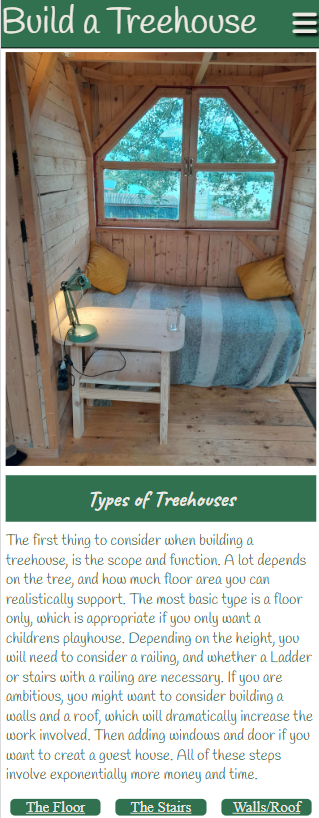 Build a Treehouse
Types of Treehouses
The first thing to consider when building a
treehouse, is the scope and function. A lot depends
on the tree, and how much floor area you can
realistically support. The most basic type is a floor
only, which is appropriate if you only want a
childrens playhouse. Depending on the height, you
will need to consider a railing, and whether a Ladder
or stairs with a railing are necessary. If you are
ambitious, you might want to consider building a
walls and a roof, which will dramatically increase the
work involved. Then adding windows and door if you
want to creat a guest house. All of these steps
involve exponentially more money and time.
The Floor The Stairs Walls/Roof